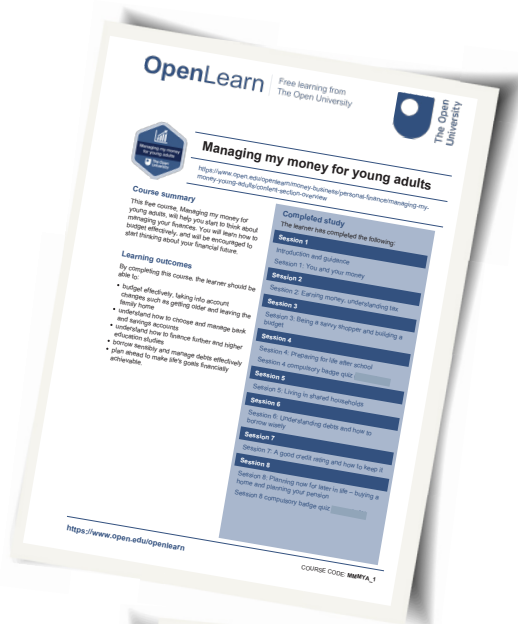 OpenLearn
Free learning from
The Open University
The Open
University
Managing my money
for young adults
The Open
University
Managing my money for young adults
https://www.open.edu/openlearn/money-business/personal-finance/managing-my-
money-young-adults/content-section-overview
Course summary
This free course, Managing my money for
young adults, will help you start to think about
managing your finances. You will learn how to
budget effectively, and will be encouraged to
start thinking about your financial future.
Learning outcomes
By completing this course, the learner should be
able to:
• budget effectively, taking into account
changes such as getting older and leaving the
family home
• understand how to choose and manage bank
and savings accounts
• understand how to finance further and higher
education studies
• borrow sensibly and manage debts effectively
• plan ahead to make life's goals financially
achievable.
Completed study
The learner has completed the following:
Session 1
Introduction and guidance
Session 1: You and your money
Session 2
Session 2: Earning money, understanding tax
Session 3
Session 3: Being a savvy shopper and building a
budget
Session 4
Session 4: Preparing for life after school
Session 4 compulsory badge quiz
Session 5
Session 5: Living in shared households
Session 6
Session 6: Understanding debts and how to
borrow wisely
Session 7
Session 7: A good credit rating and how to keep it
Session 8
Session 8: Planning now for later in life – buying a
home and planning your pension
Session 8 compulsory badge quiz
https://www.open.edu/openlearn
COURSE CODE: MMMYA_1